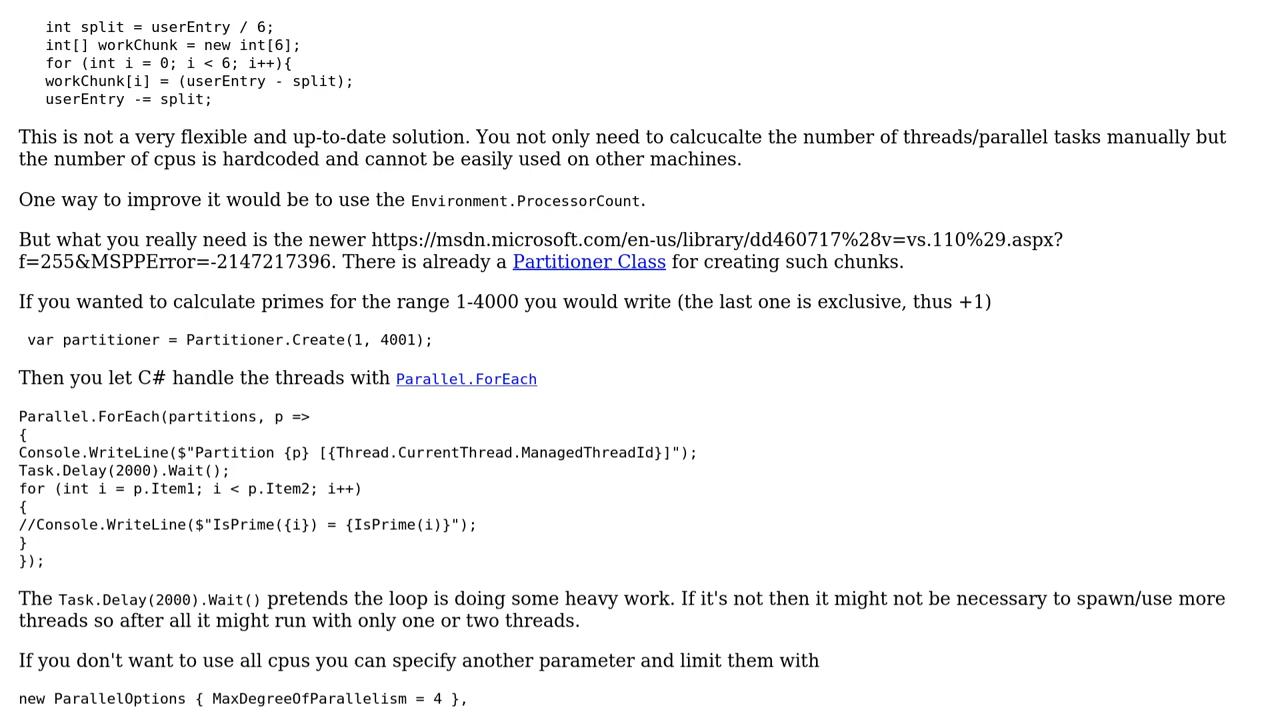 int split = userEntry / 6;
int[] workChunk = new int[6];
for (int i = 0; i < 6; i++){
workChunk[i] = (userEntry - split);
userEntry -= split;
This is not a very flexible and up-to-date solution. You not only need to calcucalte the number of threads/parallel tasks manually but
the number of cpus is hardcoded and cannot be easily used on other machines.
One way to improve it would be to use the Environment.ProcessorCount.
But what you really need is the newer https://msdn.microsoft.com/en-us/library/dd460717%28v=vs.110%29.aspx?
f=255&MSPPError=-2147217396. There is already a Partitioner Class for creating such chunks.
If you wanted to calculate primes for the range 1-4000 you would write (the last one is exclusive, thus +1)
var partitioner = Partitioner.Create(1, 4001);
Then you let C# handle the threads with Parallel.ForEach
Parallel.ForEach(partitions, p =>
{
Console.WriteLine($"Partition {p} [{Thread.CurrentThread.ManagedThreadId}]");
Task.Delay(2000).Wait();
for (int i = p.Item1; i < p.Item2; i++)
{
//Console.WriteLine($"IsPrime({i}) = {IsPrime(i)}");
}
});
The Task.Delay(2000).Wait() pretends the loop is doing some heavy work. If it's not then it might not be necessary to spawn/use more
threads so after all it might run with only one or two threads.
If you don't want to use all cpus you can specify another parameter and limit them with
new ParallelOptions { MaxDegreeOfParallelism = 4 },